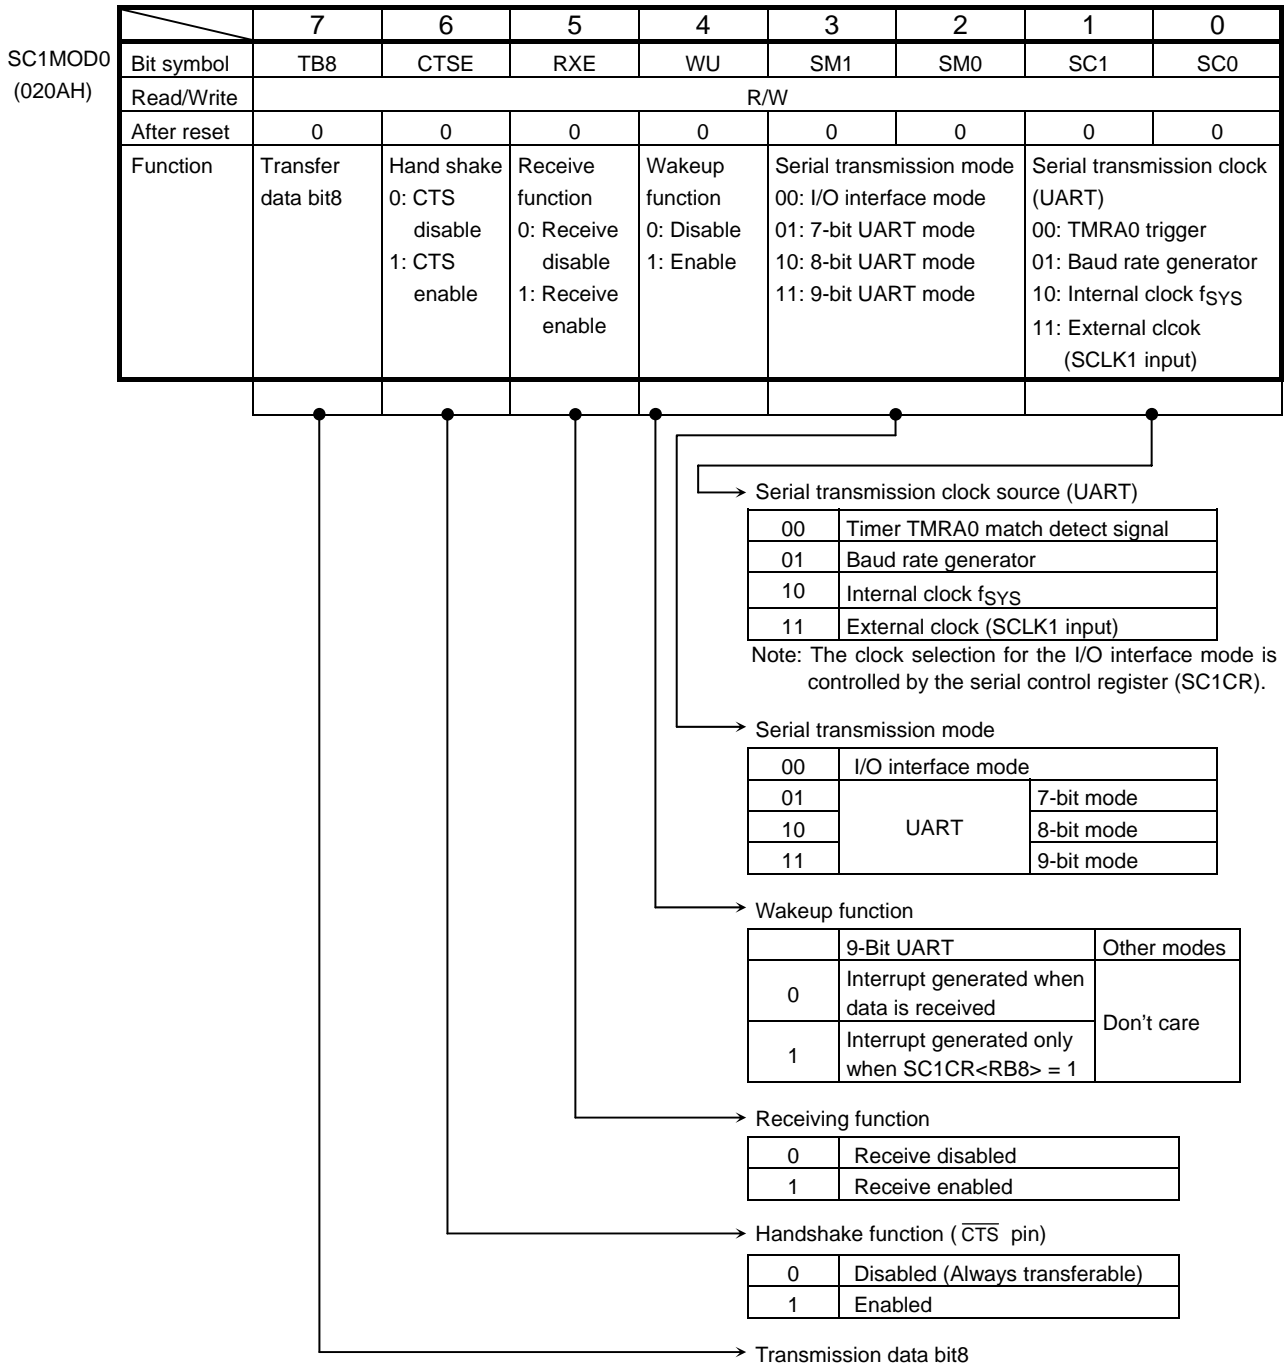 7 6 5 4 3 2 1 0
SC1MOD0 Bit symbol TB8 CTSE RXE WU SM1 SM0 SC1 SC0
(020AH) Read/Write R/W
After reset 0 0 0 0 0 0 0 0
Function Transfer Hand shake Receive Wakeup Serial transmission mode Serial transmission clock
data bit8 0: CTS function function 00: I/O interface mode (UART)
disable 0: Receive 0: Disable 01: 7-bit UART mode 00: TMRA0 trigger
1: CTS disable 1: Enable 10: 8-bit UART mode 01: Baud rate generator
enable 1: Receive 11: 9-bit UART mode 10: Internal clock fSYS
enable 11: External clcok
(SCLK1 input)
Serial transmission clock source (UART)
00 Timer TMRA0 match detect signal
01 Baud rate generator
10 Internal clock fSYS
11 External clock (SCLK1 input)
Note: The clock selection for the I/O interface mode is
controlled by the serial control register (SC1CR).
Serial transmission mode
00 I/O interface mode
01 7-bit mode
10 UART 8-bit mode
11 9-bit mode
Wakeup function
9-Bit UART Other modes
0 Interrupt generated when
data is received
Don't care
1 Interrupt generated only
when SC1CR<RB8> = 1
Receiving function
0 Receive disabled
1 Receive enabled
Handshake function ( C̅T̅S̅ pin)
0 Disabled (Always transferable)
1 Enabled
Transmission data bit8